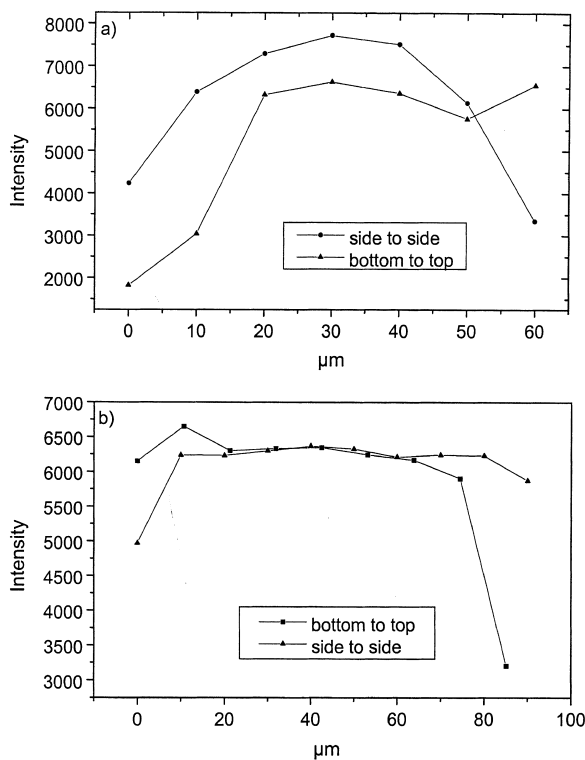 a)
8000
7000
6000
5000
4000
3000
2000
Intensity
side to side
bottom to top
0 10 20 30 40 50 60
µm
b)
7000
6500
6000
5500
5000
4500
4000
3500
3000
Intensity
bottom to top
side to side
0 20 40 60 80 100
µm